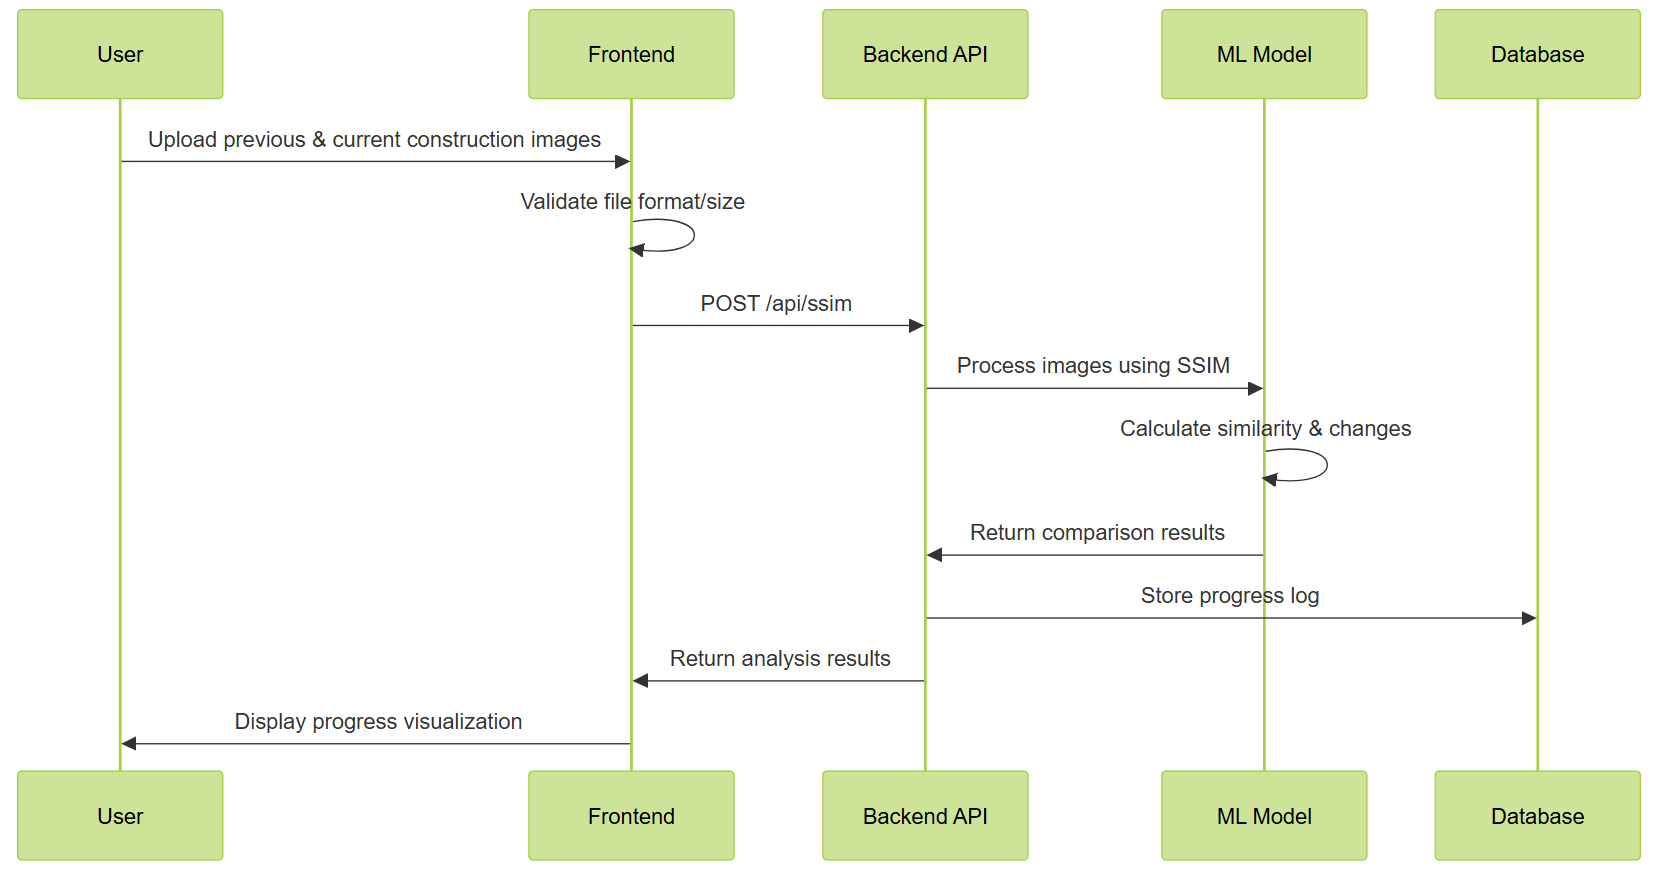 User
Frontend
Backend API
ML Model
Database
Upload previous & current construction images
Validate file format/size
POST /api/ssim
Process images using SSIM
Calculate similarity & changes
Return comparison results
Store progress log
Return analysis results
Display progress visualization
User
Frontend
Backend API
ML Model
Database